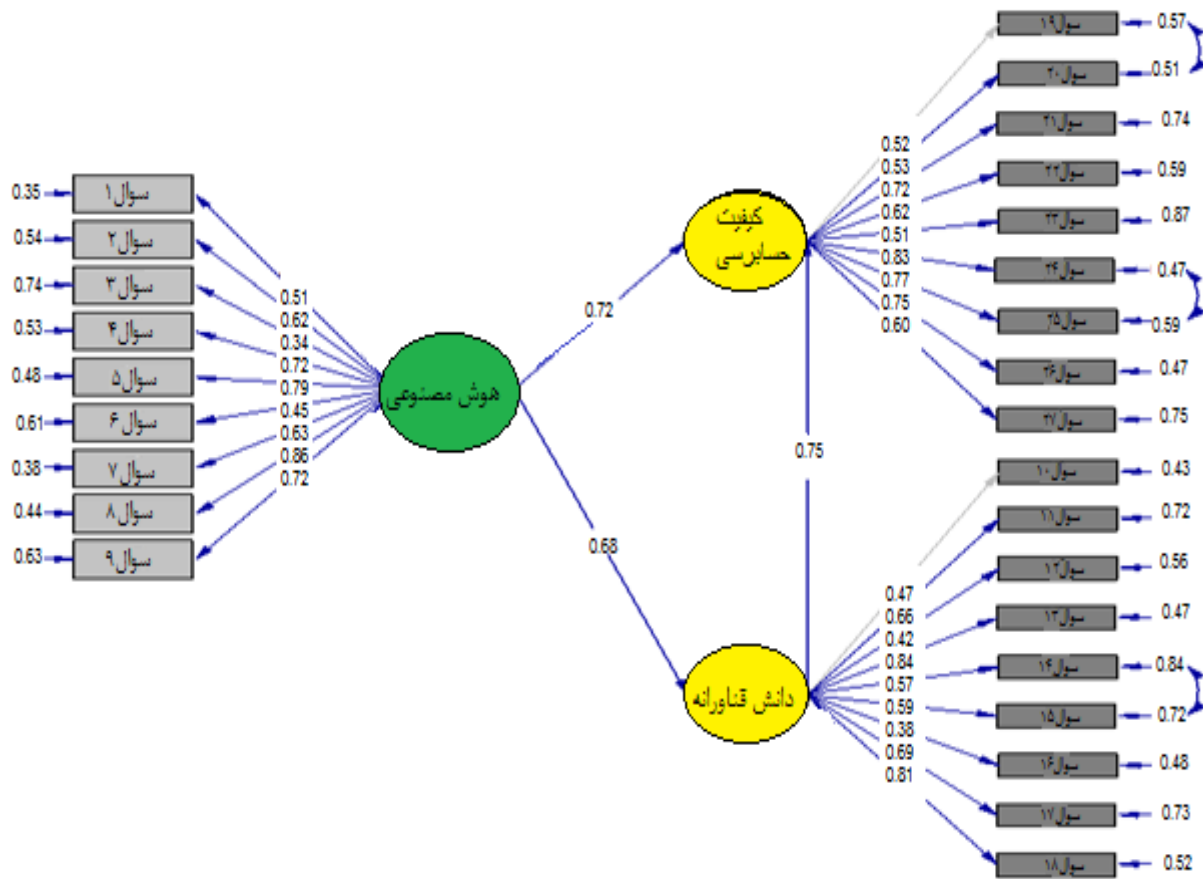 0.35
سوال۱
0.54
سوال۲
0.74
سوال۳
0.53
سوال۴
0.48
سوال۵
0.61
سوال۶
0.38
سوال۷
0.44
سوال۸
0.63
سوال۹
0.51
0.62
0.34
0.72
0.79
0.45
0.63
0.86
0.72
هوش مصنوعی
0.72
0.68
0.75
کیفیت
حسابرسی
دانش قناورانه
0.52
0.53
0.72
0.62
0.51
0.83
0.77
0.75
0.60
سوال۱۹
0.57
سوال۲۰
0.51
سوال۲۱
0.74
سوال۲۲
0.59
سوال۲۳
0.87
سوال۲۴
0.47
سوال۲۵
0.59
سوال۲۶
0.47
سوال۲۷
0.75
0.47
0.66
0.42
0.84
0.57
0.59
0.38
0.69
0.81
سوال۱۰
0.43
سوال۱۱
0.72
سوال۱۲
0.56
سوال۱۳
0.47
سوال۱۴
0.84
سوال۱۵
0.72
سوال۱۶
0.48
سوال۱۷
0.73
سوال۱۸
0.52